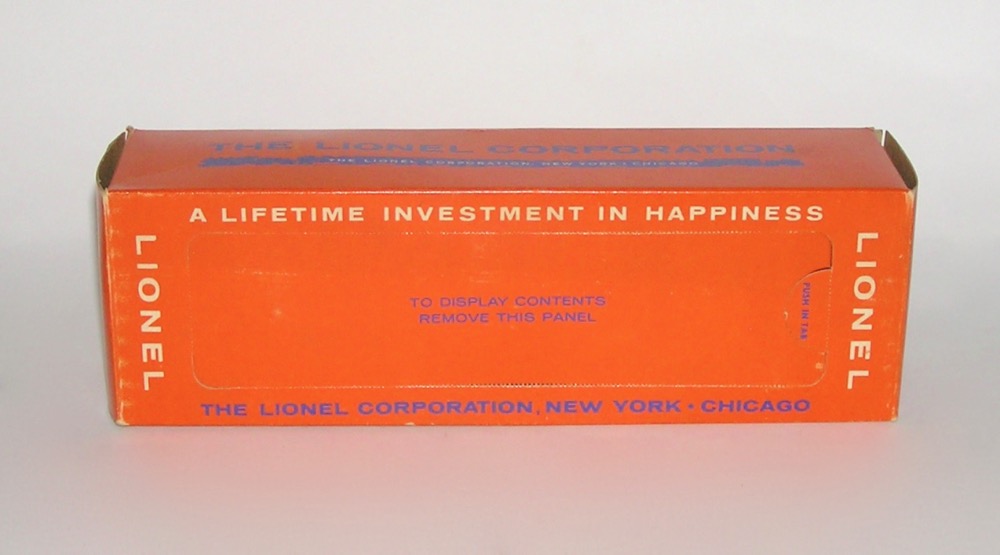 THE LIONEL CORPORATION
THE LIONEL CORPORATION NEW YORK • CHICAGO
A LIFETIME INVESTMENT IN HAPPINESS
LIONEL
TO DISPLAY CONTENTS
REMOVE THIS PANEL
PUSH IN TAB
LIONEL
THE LIONEL CORPORATION, NEW YORK • CHICAGO